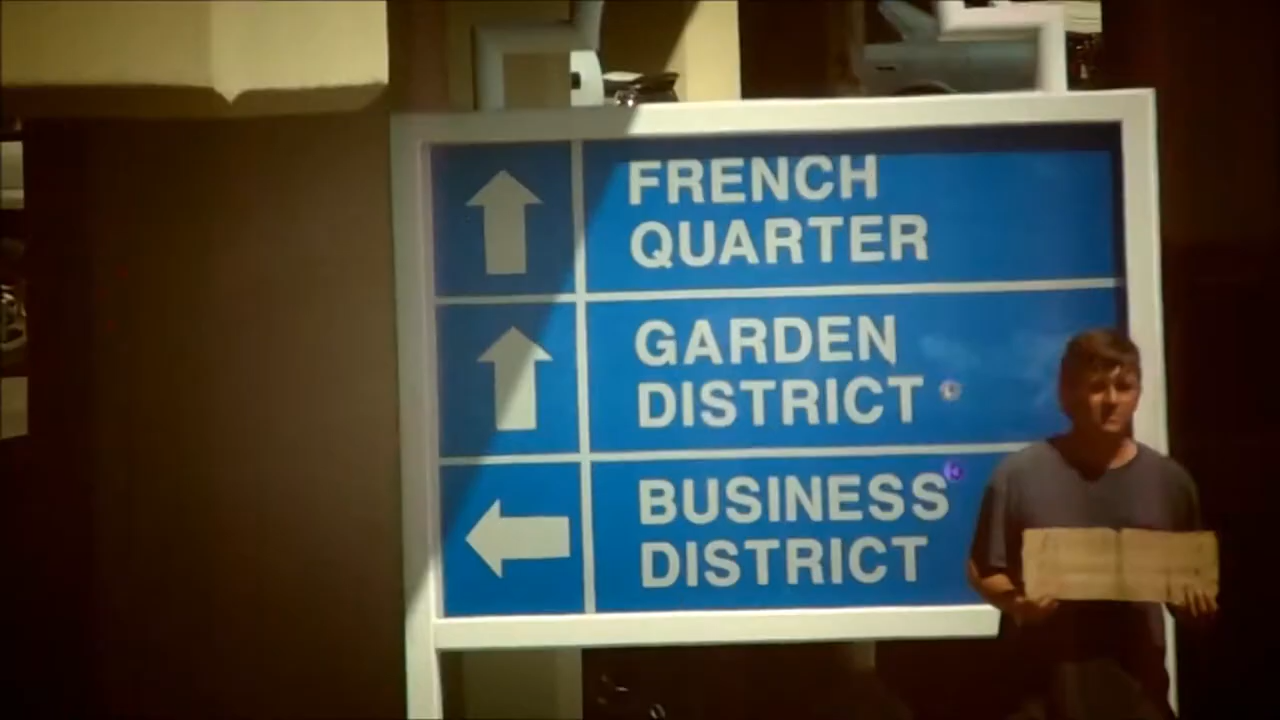 FRENCH
QUARTER
GARDEN
DISTRICT
BUSINESS
DISTRICT